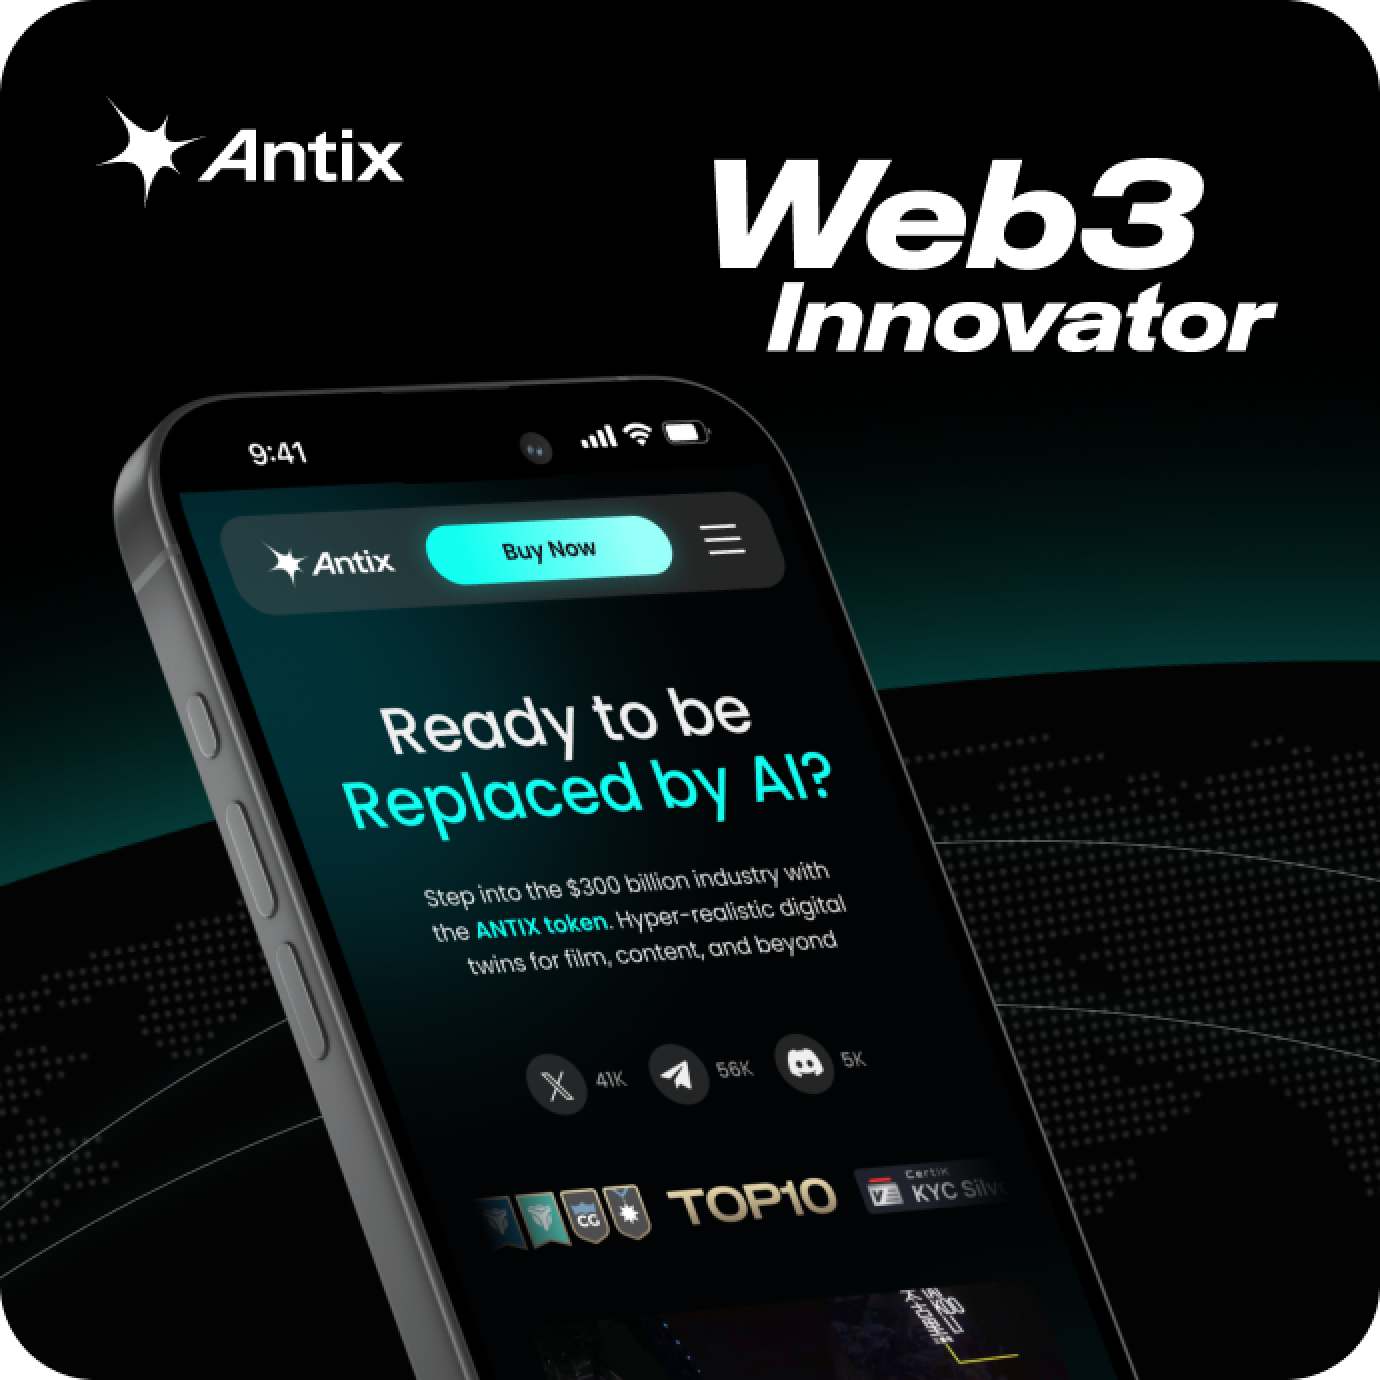 Antix
Web3
Innovator
9:41
Antix
Buy Now
Ready to be
Replaced by AI?
Step into the $300 billion industry with
the ANTIX token. Hyper-realistic digital
twins for film, content, and beyond
41K
56K
5K
CG
TOP10
Certik
KYC